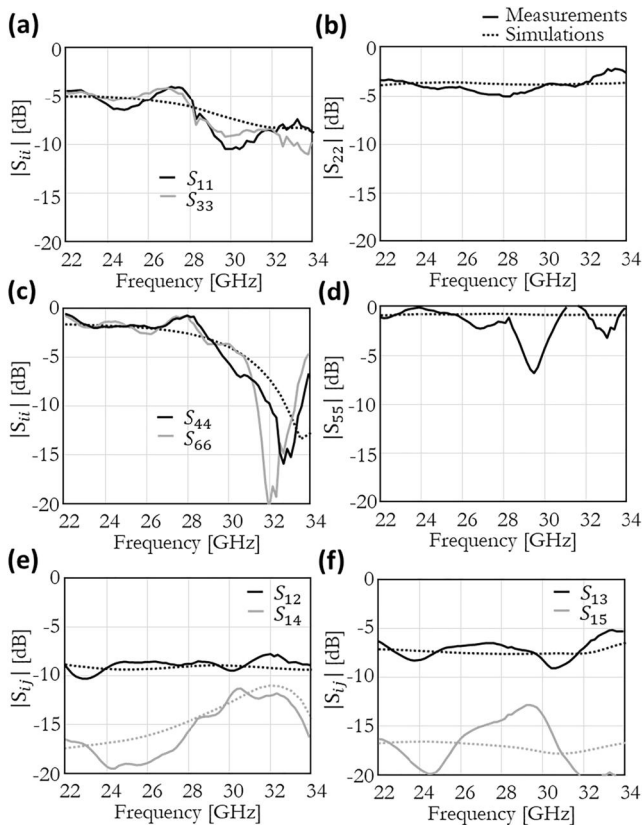 (a)
0
-5
-10
-15
-20
|Sii| [dB]
S11
S33
22 24 26 28 30 32 34
Frequency [GHz]
(b)
Measurements
Simulations
0
-5
-10
-15
-20
|S22| [dB]
22 24 26 28 30 32 34
Frequency [GHz]
(c)
0
-5
-10
-15
-20
|Sii| [dB]
S44
S66
22 24 26 28 30 32 34
Frequency [GHz]
(d)
0
-5
-10
-15
-20
|S55| [dB]
22 24 26 28 30 32 34
Frequency [GHz]
(e)
0
-5
-10
-15
-20
|Sij| [dB]
S12
S14
22 24 26 28 30 32 34
Frequency [GHz]
(f)
0
-5
-10
-15
-20
|Sij| [dB]
S13
S15
22 24 26 28 30 32 34
Frequency [GHz]